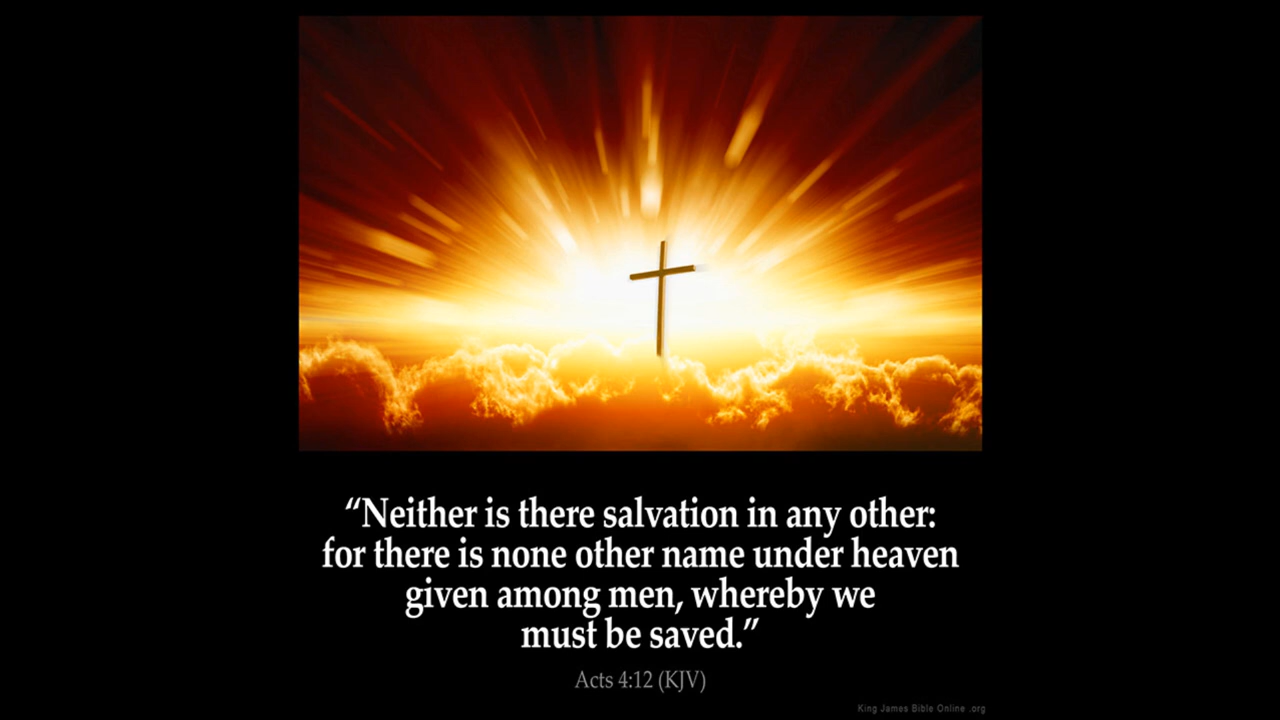 “Neither is there salvation in any other:
for there is none other name under heaven
given among men, whereby we
must be saved.”
Acts 4:12 (KJV)
King James Bible Online .org